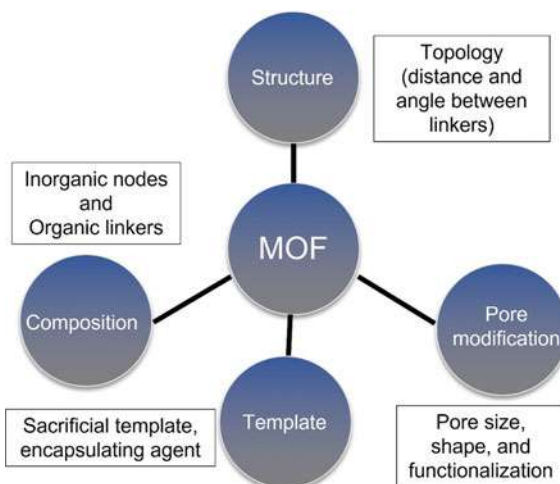 Structure
Topology
(distance and
angle between
linkers)
Inorganic nodes
and
Organic linkers
MOF
Composition
Pore
modification
Template
Sacrificial template,
encapsulating agent
Pore size,
shape, and
functionalization